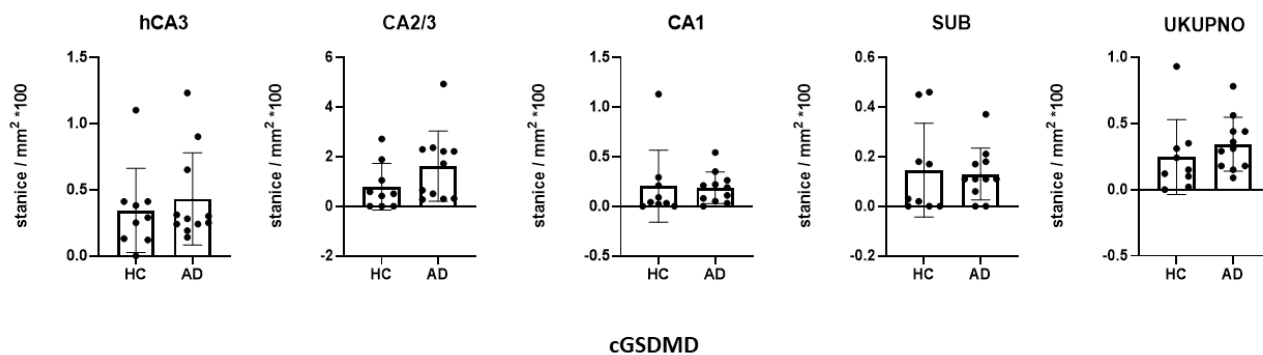 hCA3
1.5
1.0
0.5
0.0
stanice / mm² *100
HC AD
CA2/3
6
4
2
0
-2
stanice / mm² *100
HC AD
CA1
1.5
1.0
0.5
0.0
-0.5
stanice / mm² *100
HC AD
SUB
0.6
0.4
0.2
0.0
-0.2
stanice / mm² *100
HC AD
UKUPNO
1.0
0.5
0.0
-0.5
stanice / mm² *100
HC AD
cGSDMD